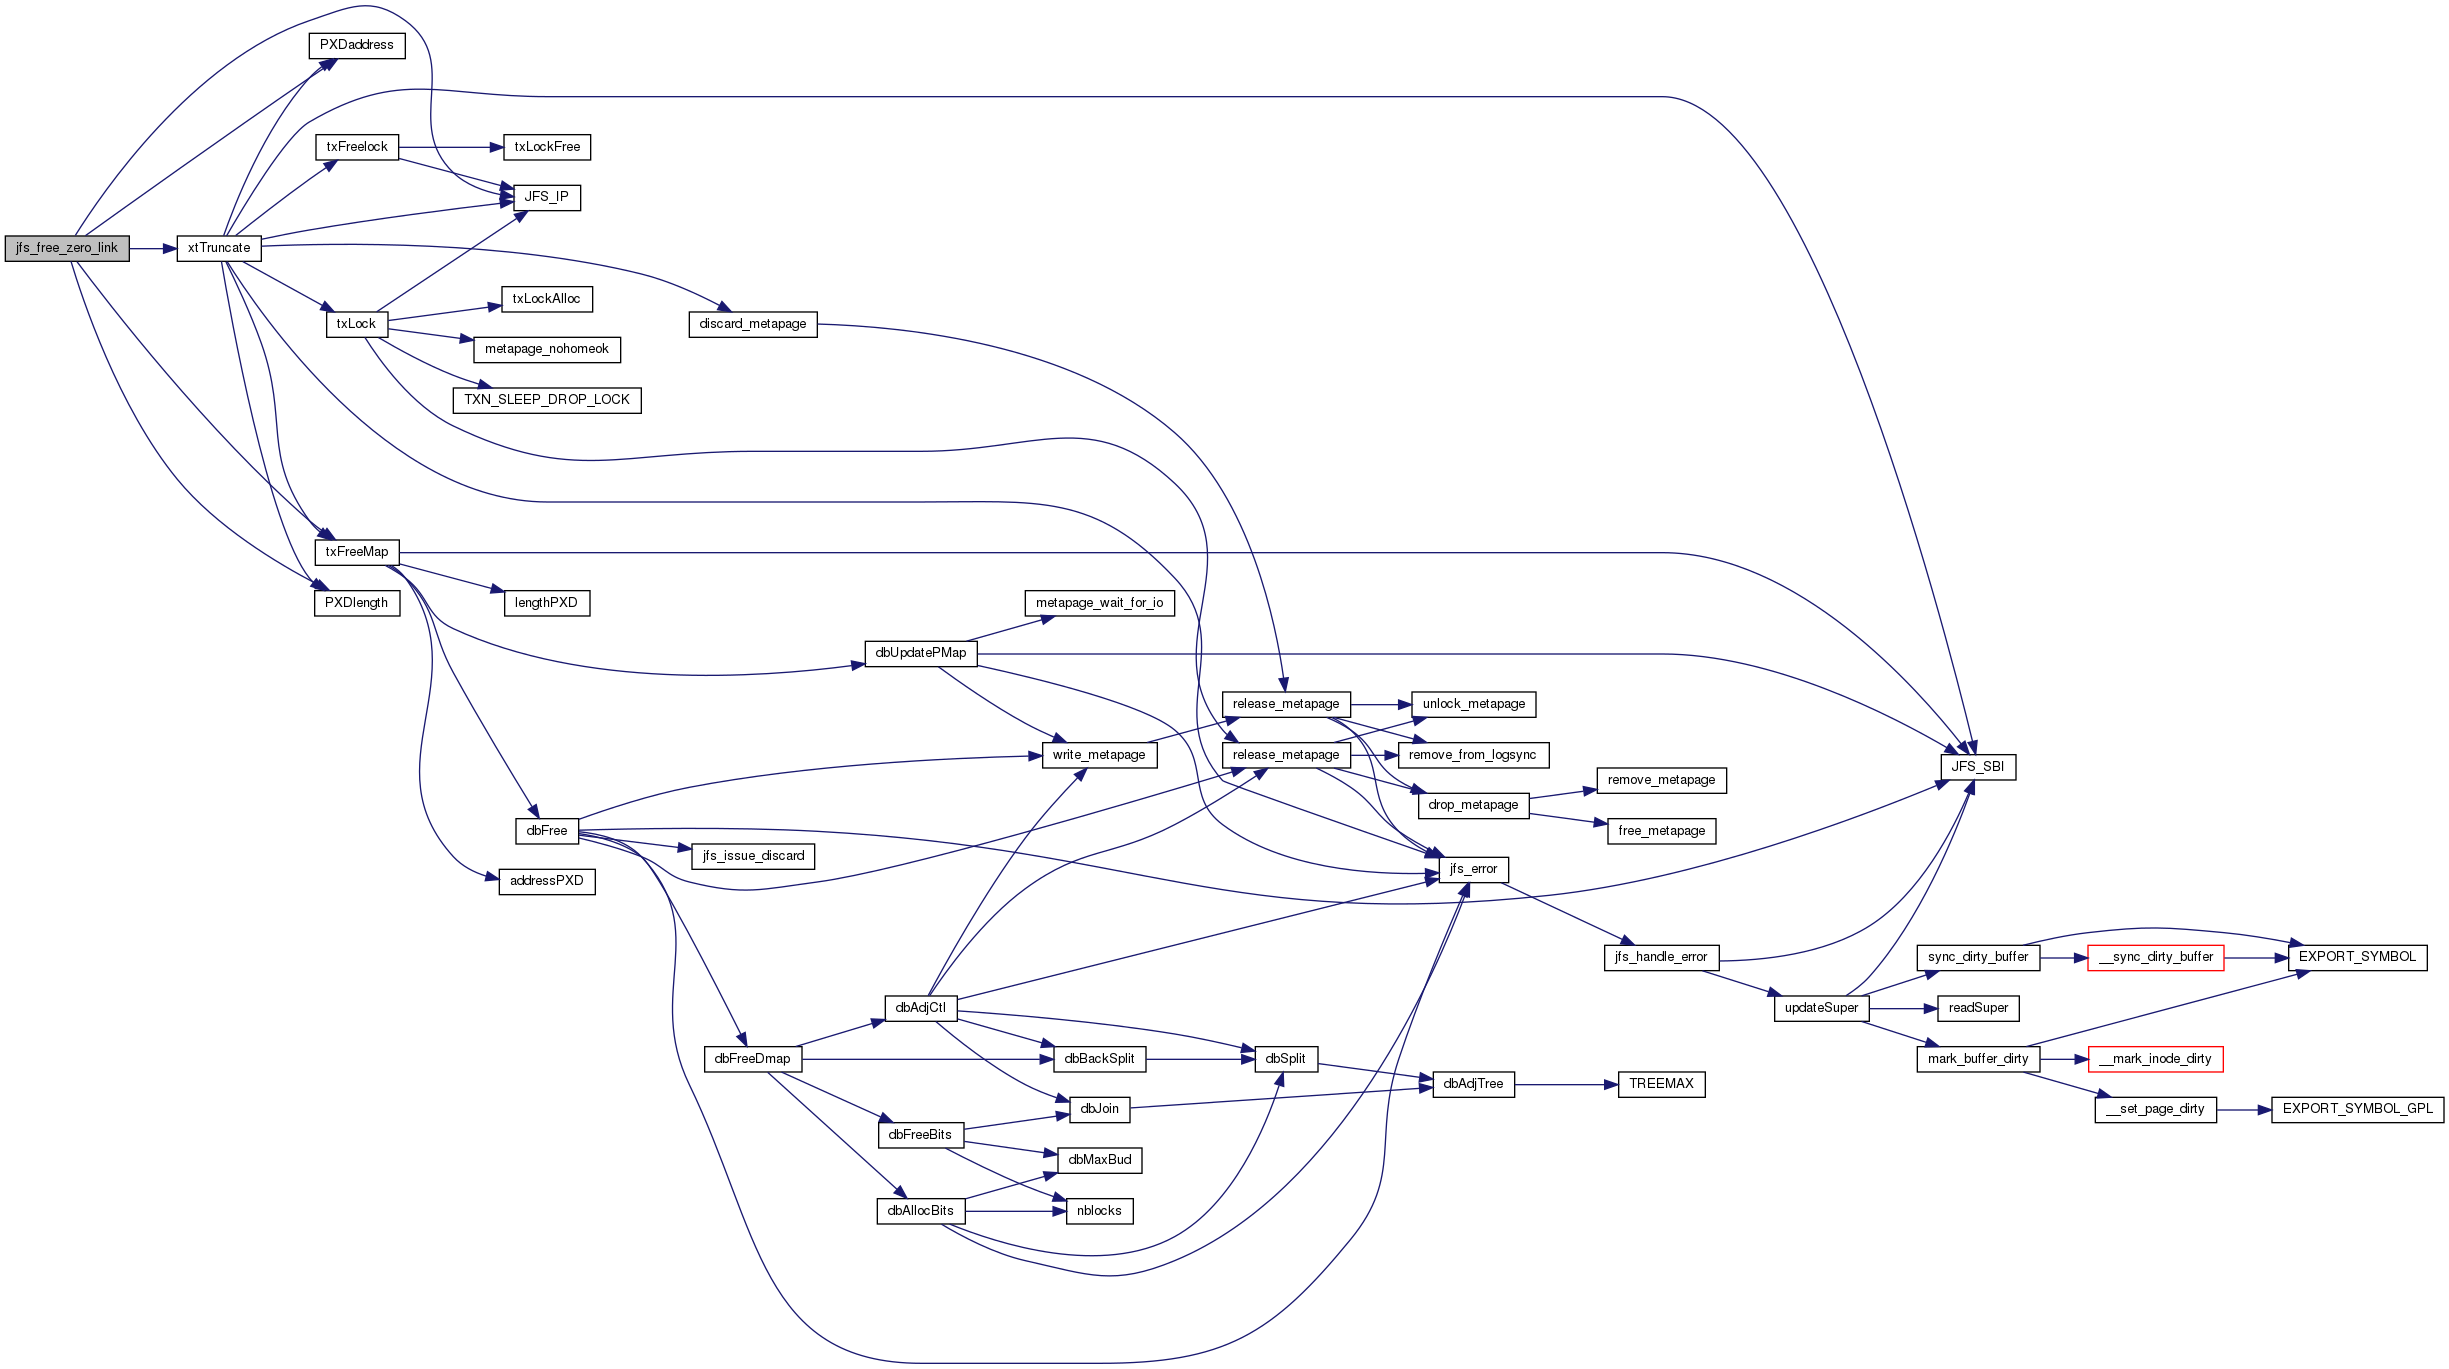 jfs_free_zero_link
xtTruncate
PXDaddress
txFreelock
txLock
txFreeMap
PXDlength
txLockFree
JFS_IP
txLockAlloc
metapage_nohomeok
TXN_SLEEP_DROP_LOCK
lengthPXD
dbFree
addressPXD
discard_metapage
jfs_issue_discard
dbFreeDmap
dbUpdatePMap
dbAdjCtl
dbFreeBits
dbAllocBits
metapage_wait_for_io
write_metapage
dbBackSplit
dbJoin
dbMaxBud
nblocks
release_metapage
release_metapage
dbSplit
unlock_metapage
remove_from_logsync
drop_metapage
jfs_error
dbAdjTree
remove_metapage
free_metapage
jfs_handle_error
TREEMAX
updateSuper
JFS_SBI
sync_dirty_buffer
readSuper
mark_buffer_dirty
__sync_dirty_buffer
__mark_inode_dirty
__set_page_dirty
EXPORT_SYMBOL
EXPORT_SYMBOL_GPL